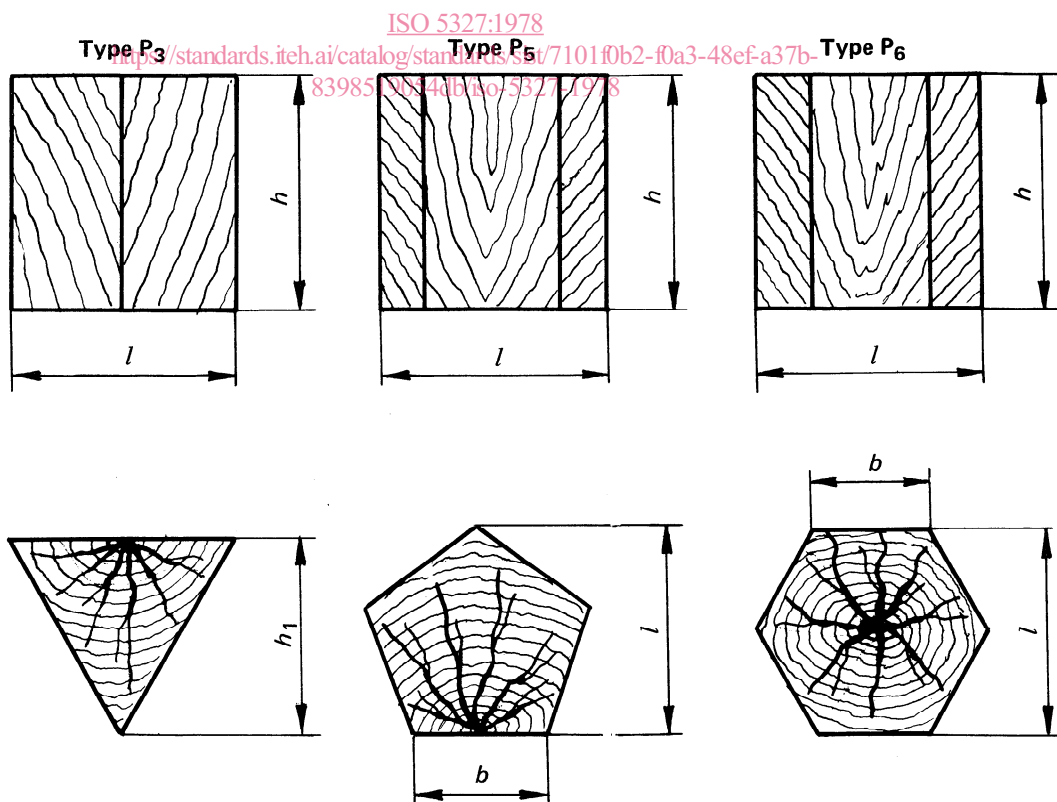 ISO 5327:1978
Type P3 Type P5 Type P6
https://standards.iteh.ai/catalog/standards/sist/7101f0b2-f0a3-48ef-a37b-
8398519054db/iso-5327-1978
h h h
l l l
b
h1 l l
b